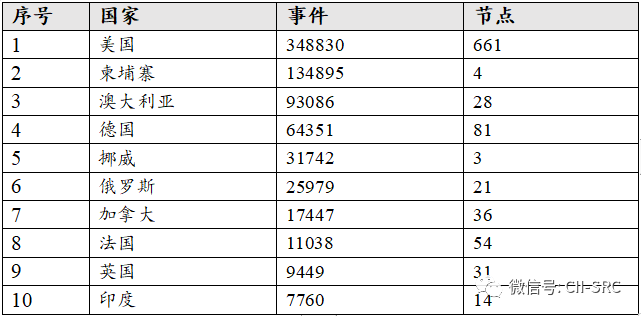 序号 国家 事件 节点
1 美国 348830 661
2 柬埔寨 134895 4
3 澳大利亚 93086 28
4 德国 64351 81
5 挪威 31742 3
6 俄罗斯 25979 21
7 加拿大 17447 36
8 法国 11038 54
9 英国 9449 31
微信号: CH-SRC
10 印度 7760 14